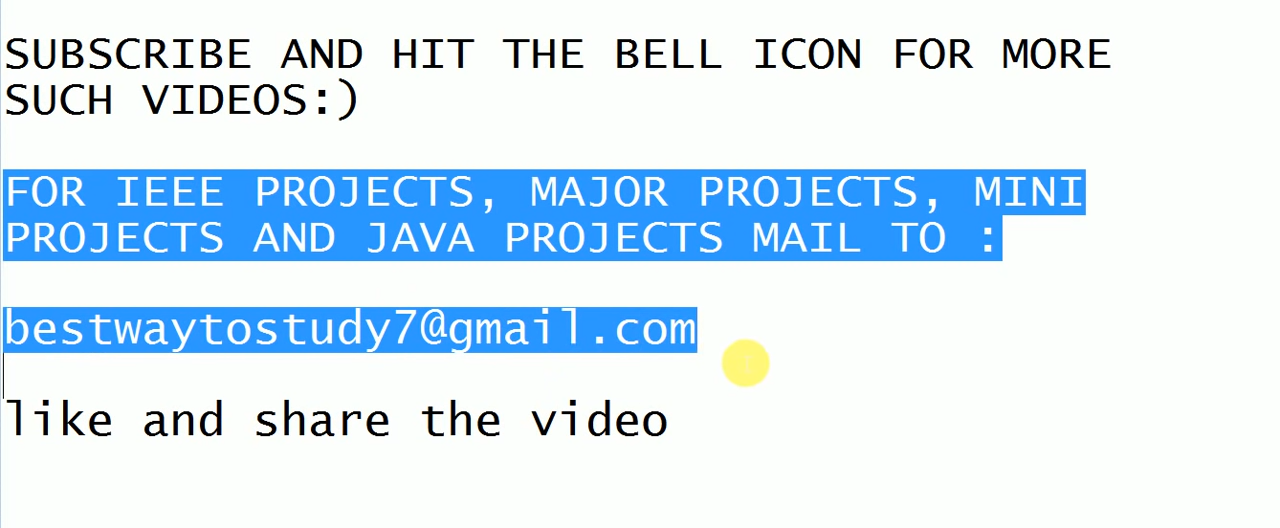 SUBSCRIBE AND HIT THE BELL ICON FOR MORE
SUCH VIDEOS:)
FOR IEEE PROJECTS, MAJOR PROJECTS, MINI
PROJECTS AND JAVA PROJECTS MAIL TO :
bestwaytostudy7@gmail.com
like and share the video